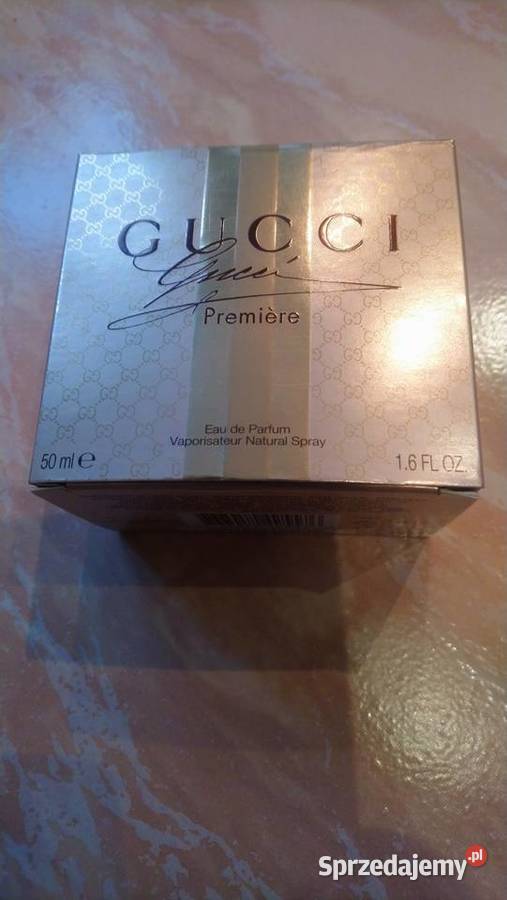 GUCCI
Gucci
Première
Eau de Parfum
Vaporisateur Natural Spray
50 ml ℮
1.6 FL OZ.
Sprzedajemy.pl